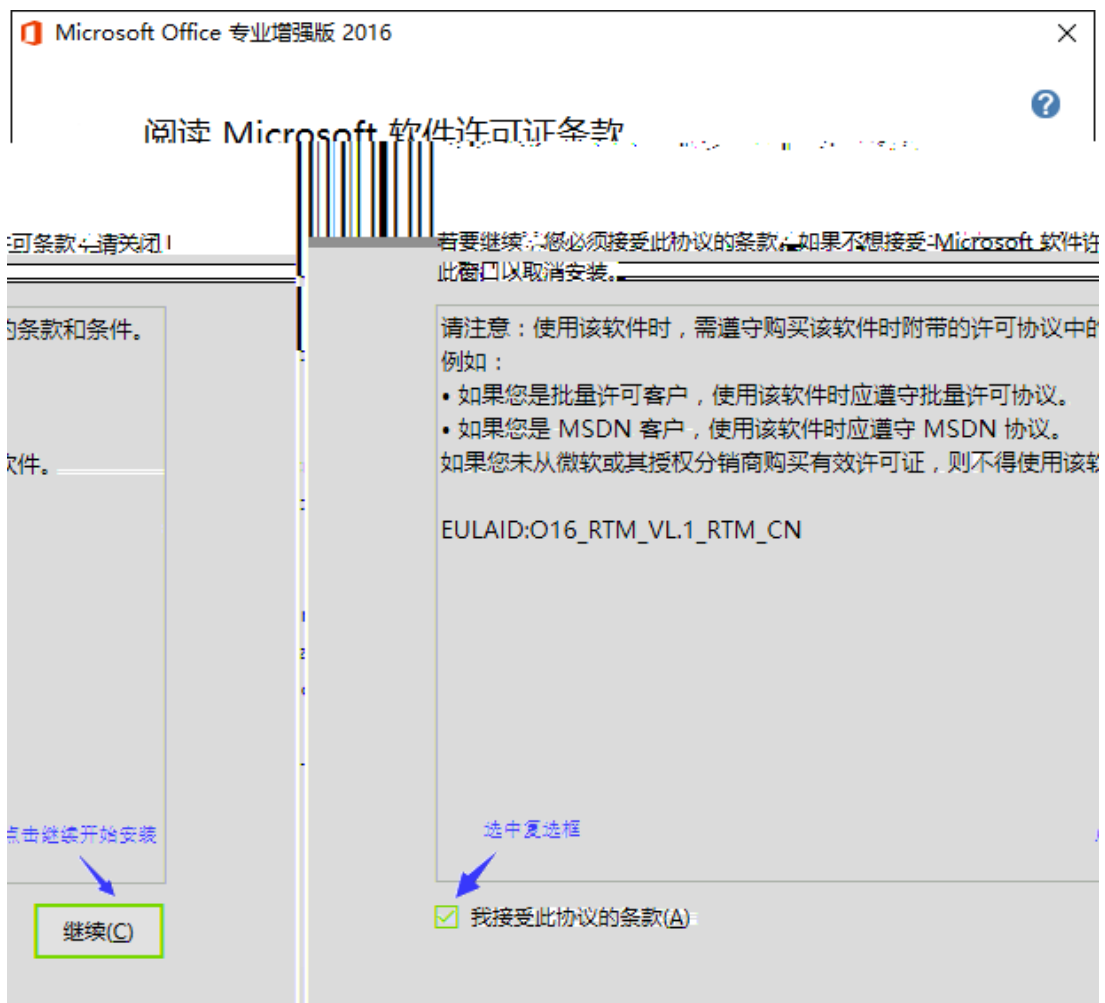 Microsoft Office 专业增强版 2016
阅读 Microsoft 软件许可证条款
若要继续 您必须接受此协议的条款 如果不想接受 Microsoft 软件许
可条款 请关闭
此窗口以取消安装。
请注意：使用该软件时，需遵守购买该软件时附带的许可协议中的
的条款和条件。
例如：
• 如果您是批量许可客户，使用该软件时应遵守批量许可协议。
• 如果您是 MSDN 客户，使用该软件时应遵守 MSDN 协议。
如果您未从微软或其授权分销商购买有效许可证，则不得使用该软
软件。
EULAID:O16_RTM_VL.1_RTM_CN
选中复选框
点击继续开始安装
我接受此协议的条款(A)
继续(C)